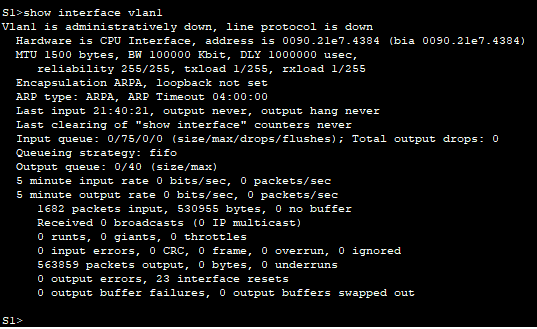 S1>show interface vlan1
Vlan1 is administratively down, line protocol is down
Hardware is CPU Interface, address is 0090.21e7.4384 (bia 0090.21e7.4384)
MTU 1500 bytes, BW 100000 Kbit, DLY 1000000 usec,
reliability 255/255, txload 1/255, rxload 1/255
Encapsulation ARPA, loopback not set
ARP type: ARPA, ARP Timeout 04:00:00
Last input 21:40:21, output never, output hang never
Last clearing of "show interface" counters never
Input queue: 0/75/0/0 (size/max/drops/flushes); Total output drops: 0
Queueing strategy: fifo
Output queue: 0/40 (size/max)
5 minute input rate 0 bits/sec, 0 packets/sec
5 minute output rate 0 bits/sec, 0 packets/sec
1682 packets input, 530955 bytes, 0 no buffer
Received 0 broadcasts (0 IP multicast)
0 runts, 0 giants, 0 throttles
0 input errors, 0 CRC, 0 frame, 0 overrun, 0 ignored
563859 packets output, 0 bytes, 0 underruns
0 output errors, 23 interface resets
0 output buffer failures, 0 output buffers swapped out
S1>